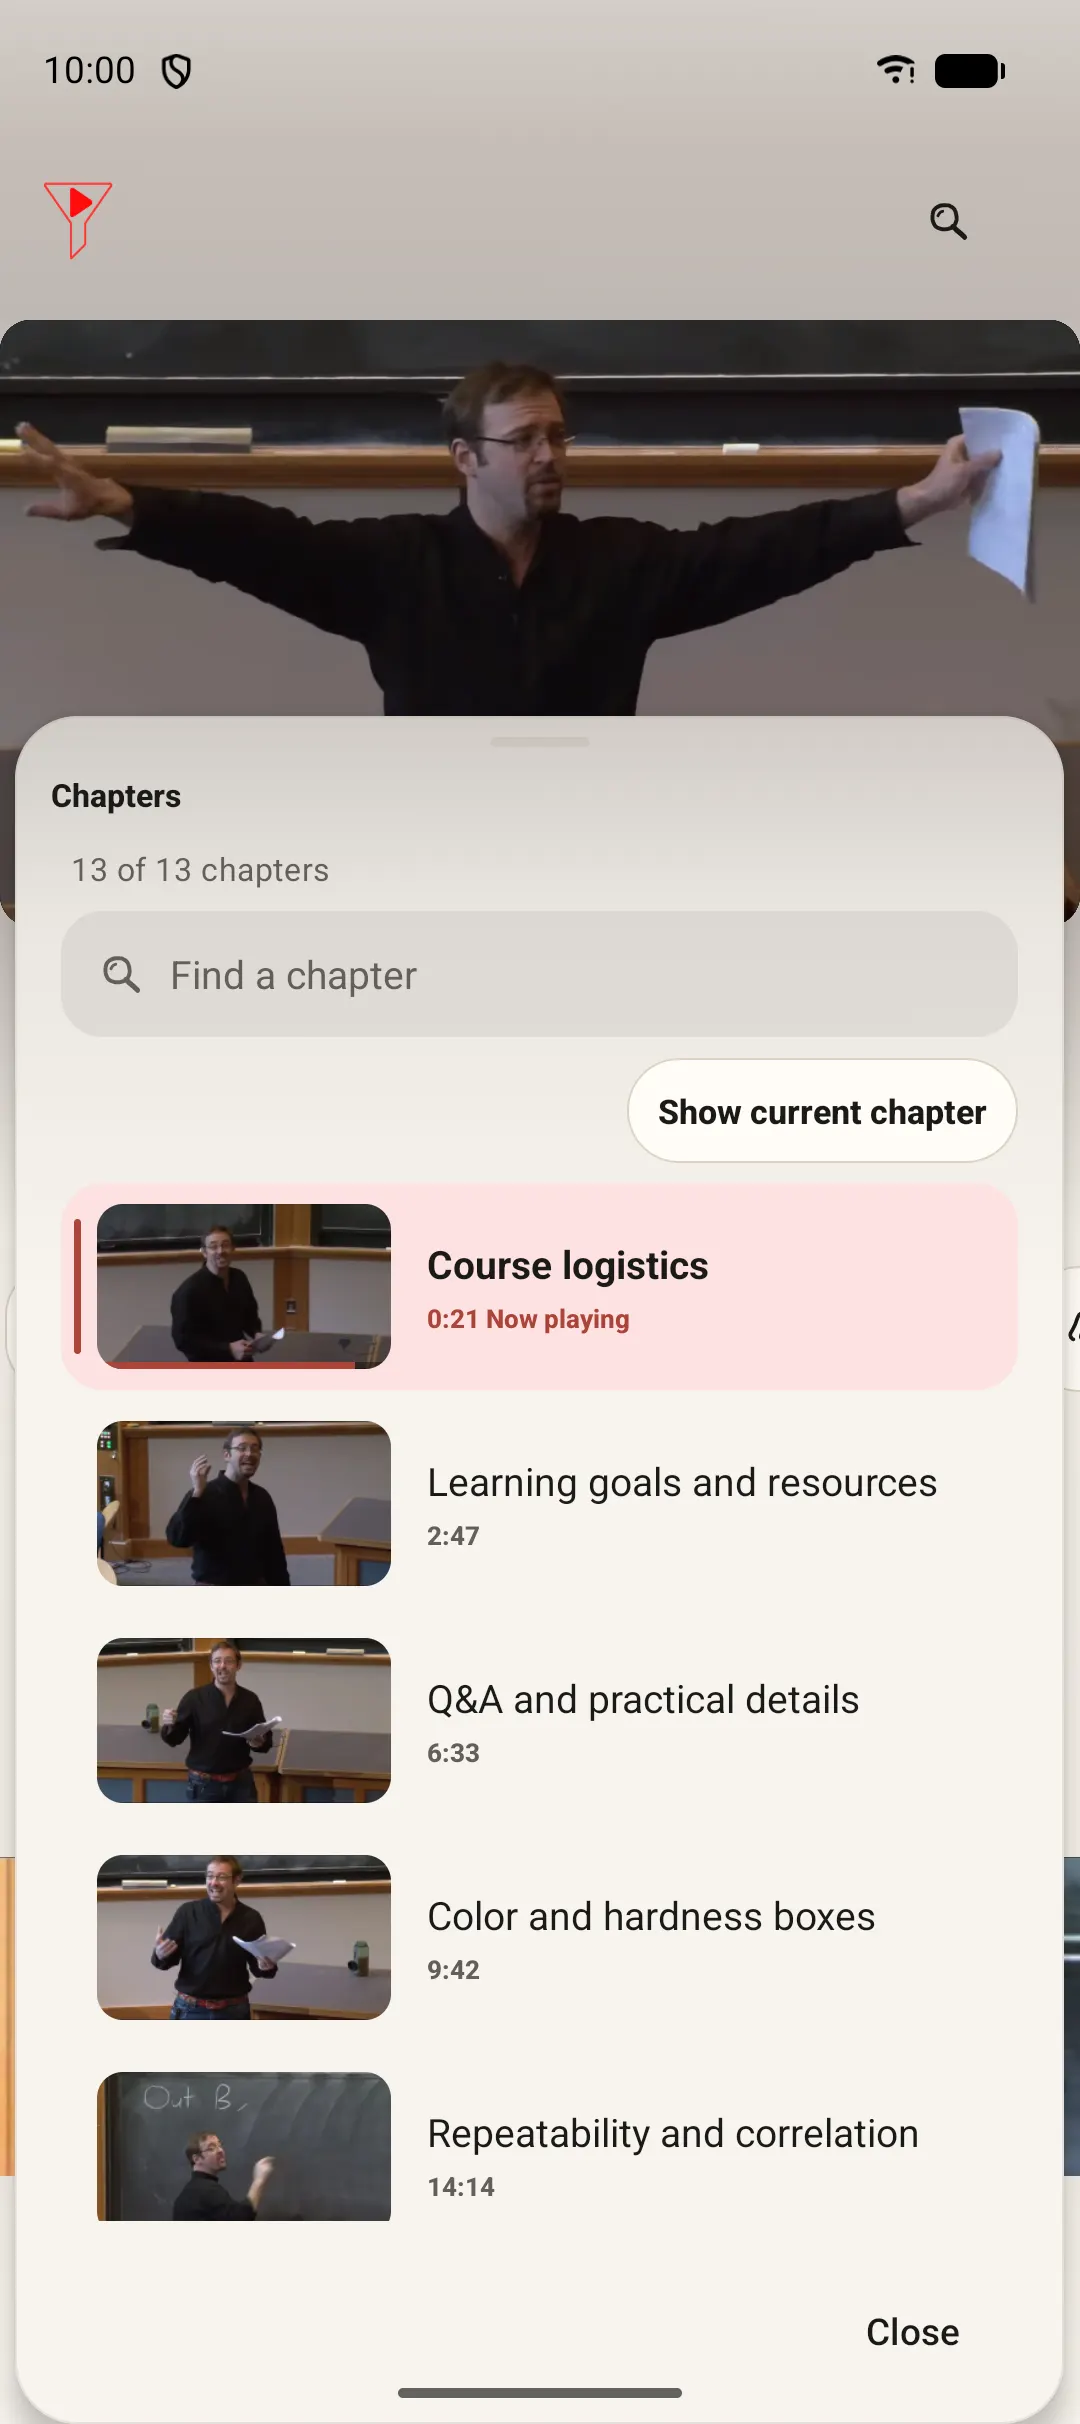 10:00
Chapters
13 of 13 chapters
Find a chapter
Show current chapter
Course logistics
0:21 Now playing
Learning goals and resources
2:47
Q&A and practical details
6:33
Color and hardness boxes
9:42
Out B,
Repeatability and correlation
14:14
Close